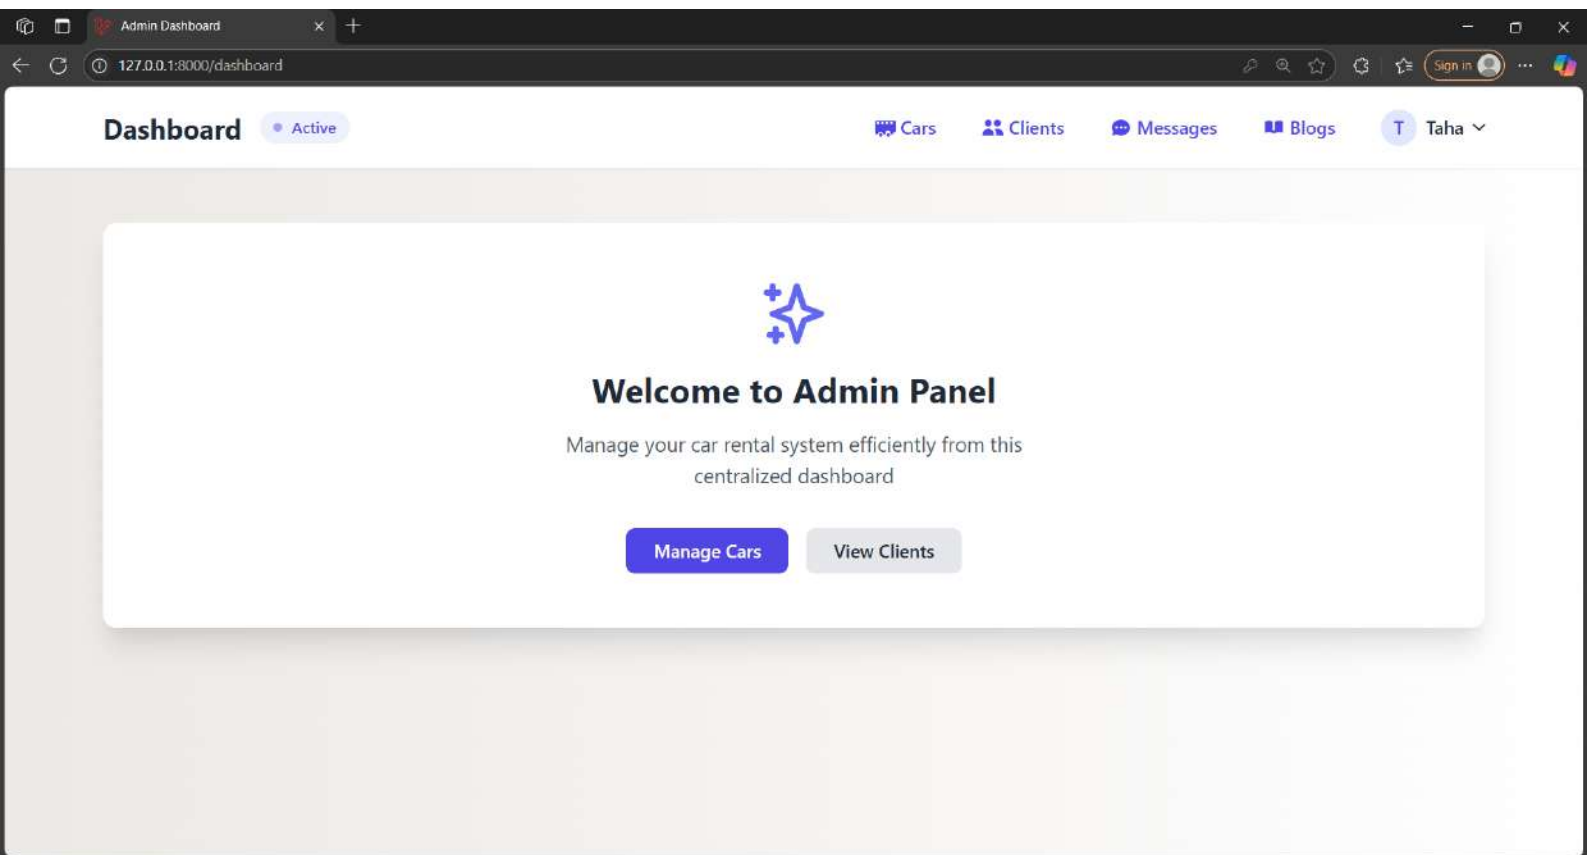 Admin Dashboard
127.0.0.1:8000/dashboard
Sign in
Dashboard
Active
Cars
Clients
Messages
Blogs
T
Taha
Welcome to Admin Panel
Manage your car rental system efficiently from this
centralized dashboard
Manage Cars
View Clients